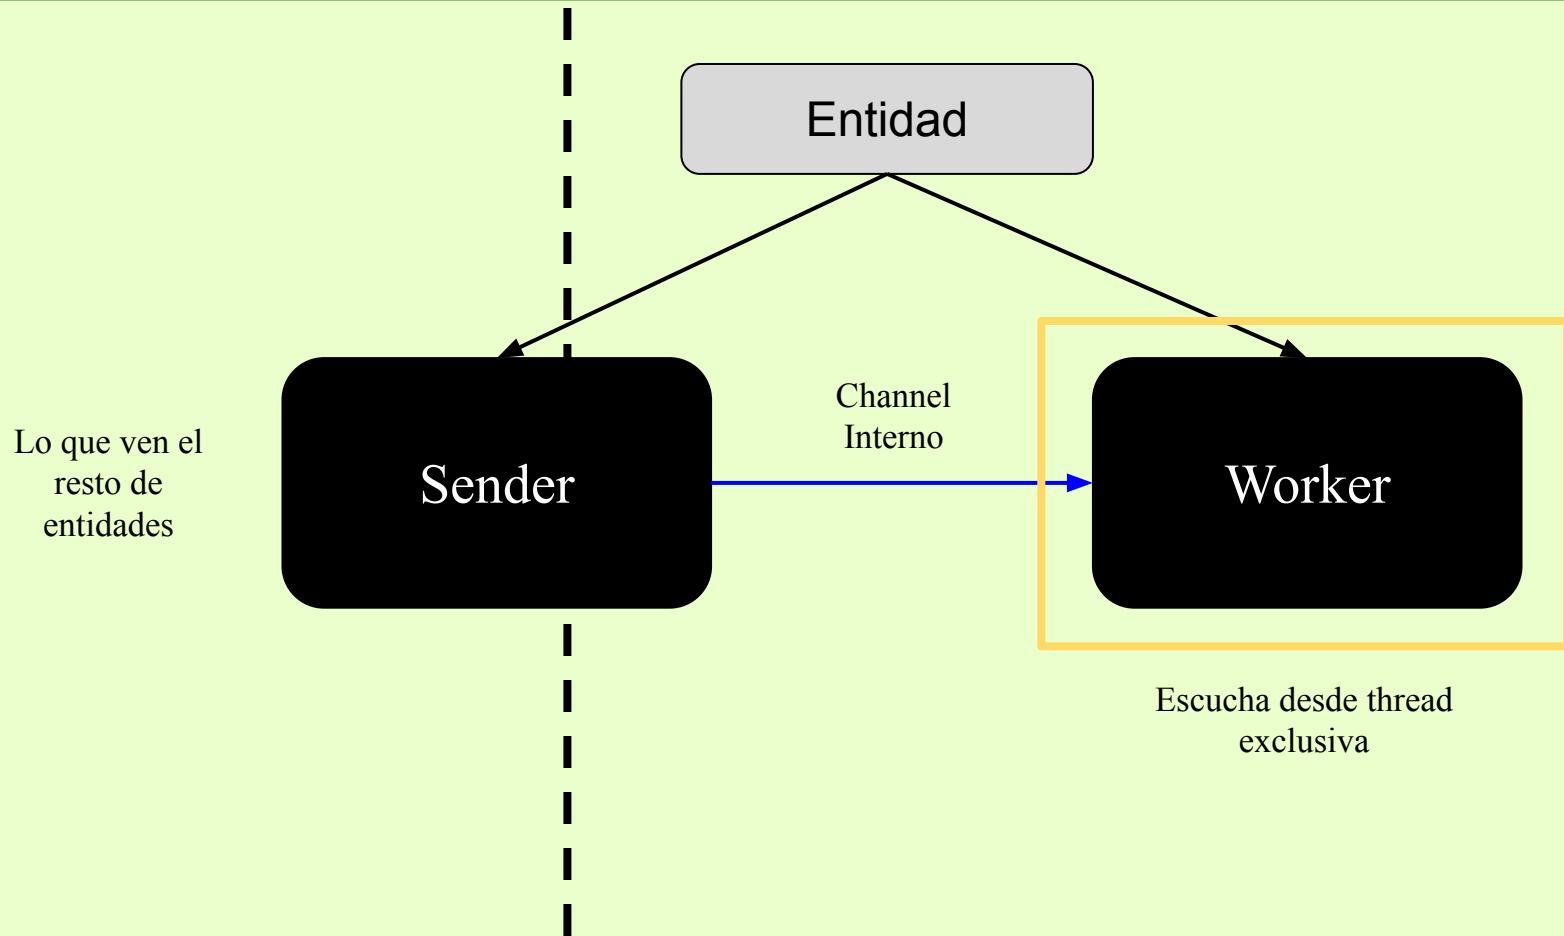 Entidad
Channel
Interno
Lo que ven el
resto de
entidades
Sender
Worker
Escucha desde thread
exclusiva